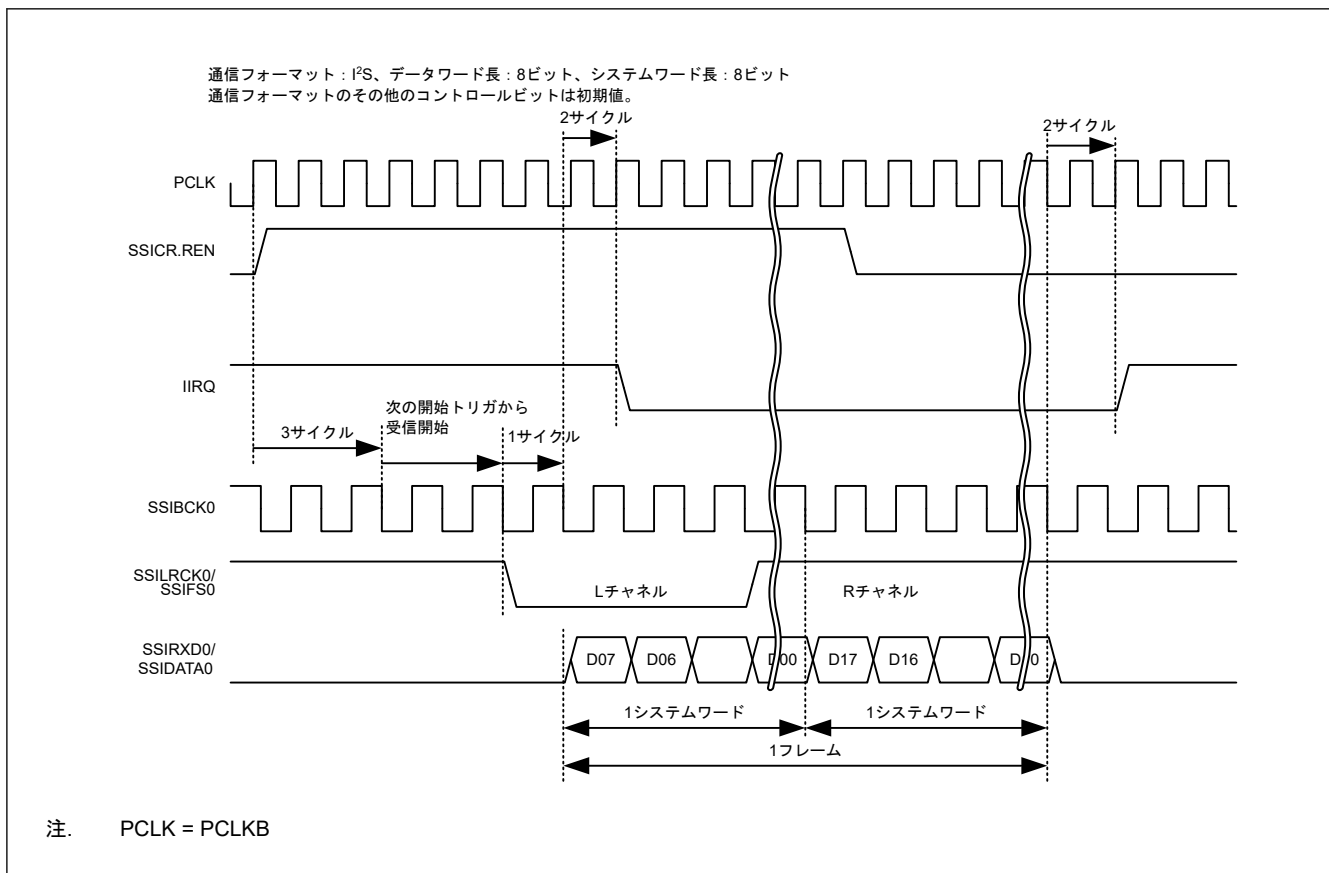 通信フォーマット：I²S、データワード長：8ビット、システムワード長：8ビット
通信フォーマットのその他のコントロールビットは初期値。
2サイクル
2サイクル
PCLK
SSICR.REN
IIRQ
3サイクル
次の開始トリガから
受信開始
1サイクル
SSIBCK0
SSILRCK0/
SSIFS0
Lチャネル
Rチャネル
SSIRXD0/
SSIDATA0
D07
D06
D00
D17
D16
1システムワード
1システムワード
1フレーム
注. PCLK = PCLKB